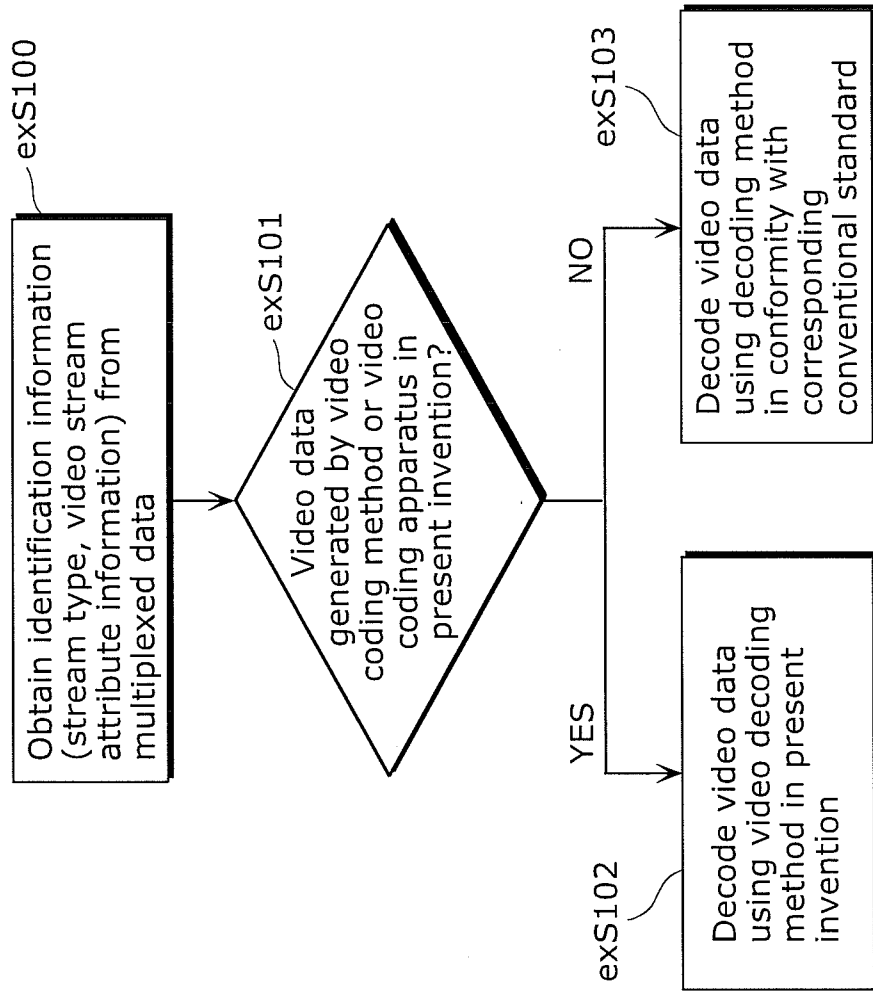 exS100
Obtain identification information
(stream type, video stream
attribute information) from
multiplexed data
exS101
Video data
generated by video
coding method or video
coding apparatus in
present invention?
YES
NO
exS102
Decode video data
using video decoding
method in present
invention
exS103
Decode video data
using decoding method
in conformity with
corresponding
conventional standard